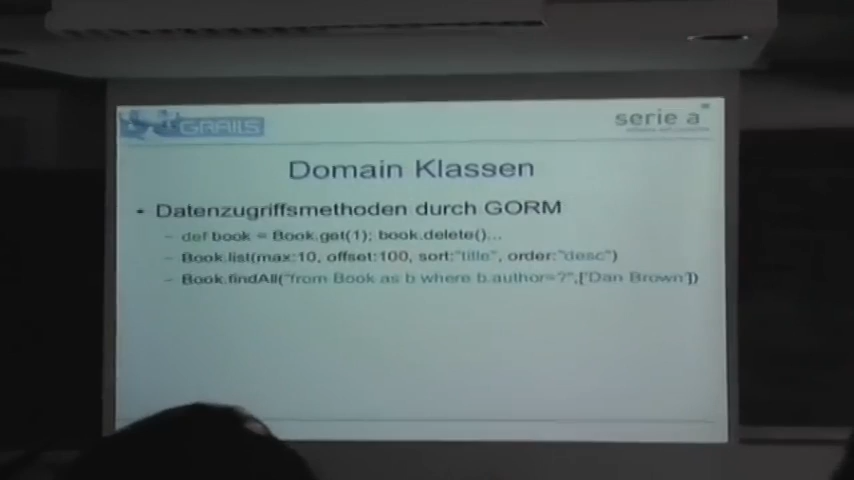 GRAILS
serie a
Domain Klassen
• Datenzugriffsmethoden durch GORM
– def book = Book.get(1); book.delete()...
– Book.list(max:10, offset:100, sort:"title", order:"desc")
– Book.findAll("from Book as b where b.author=?",['Dan Brown'])